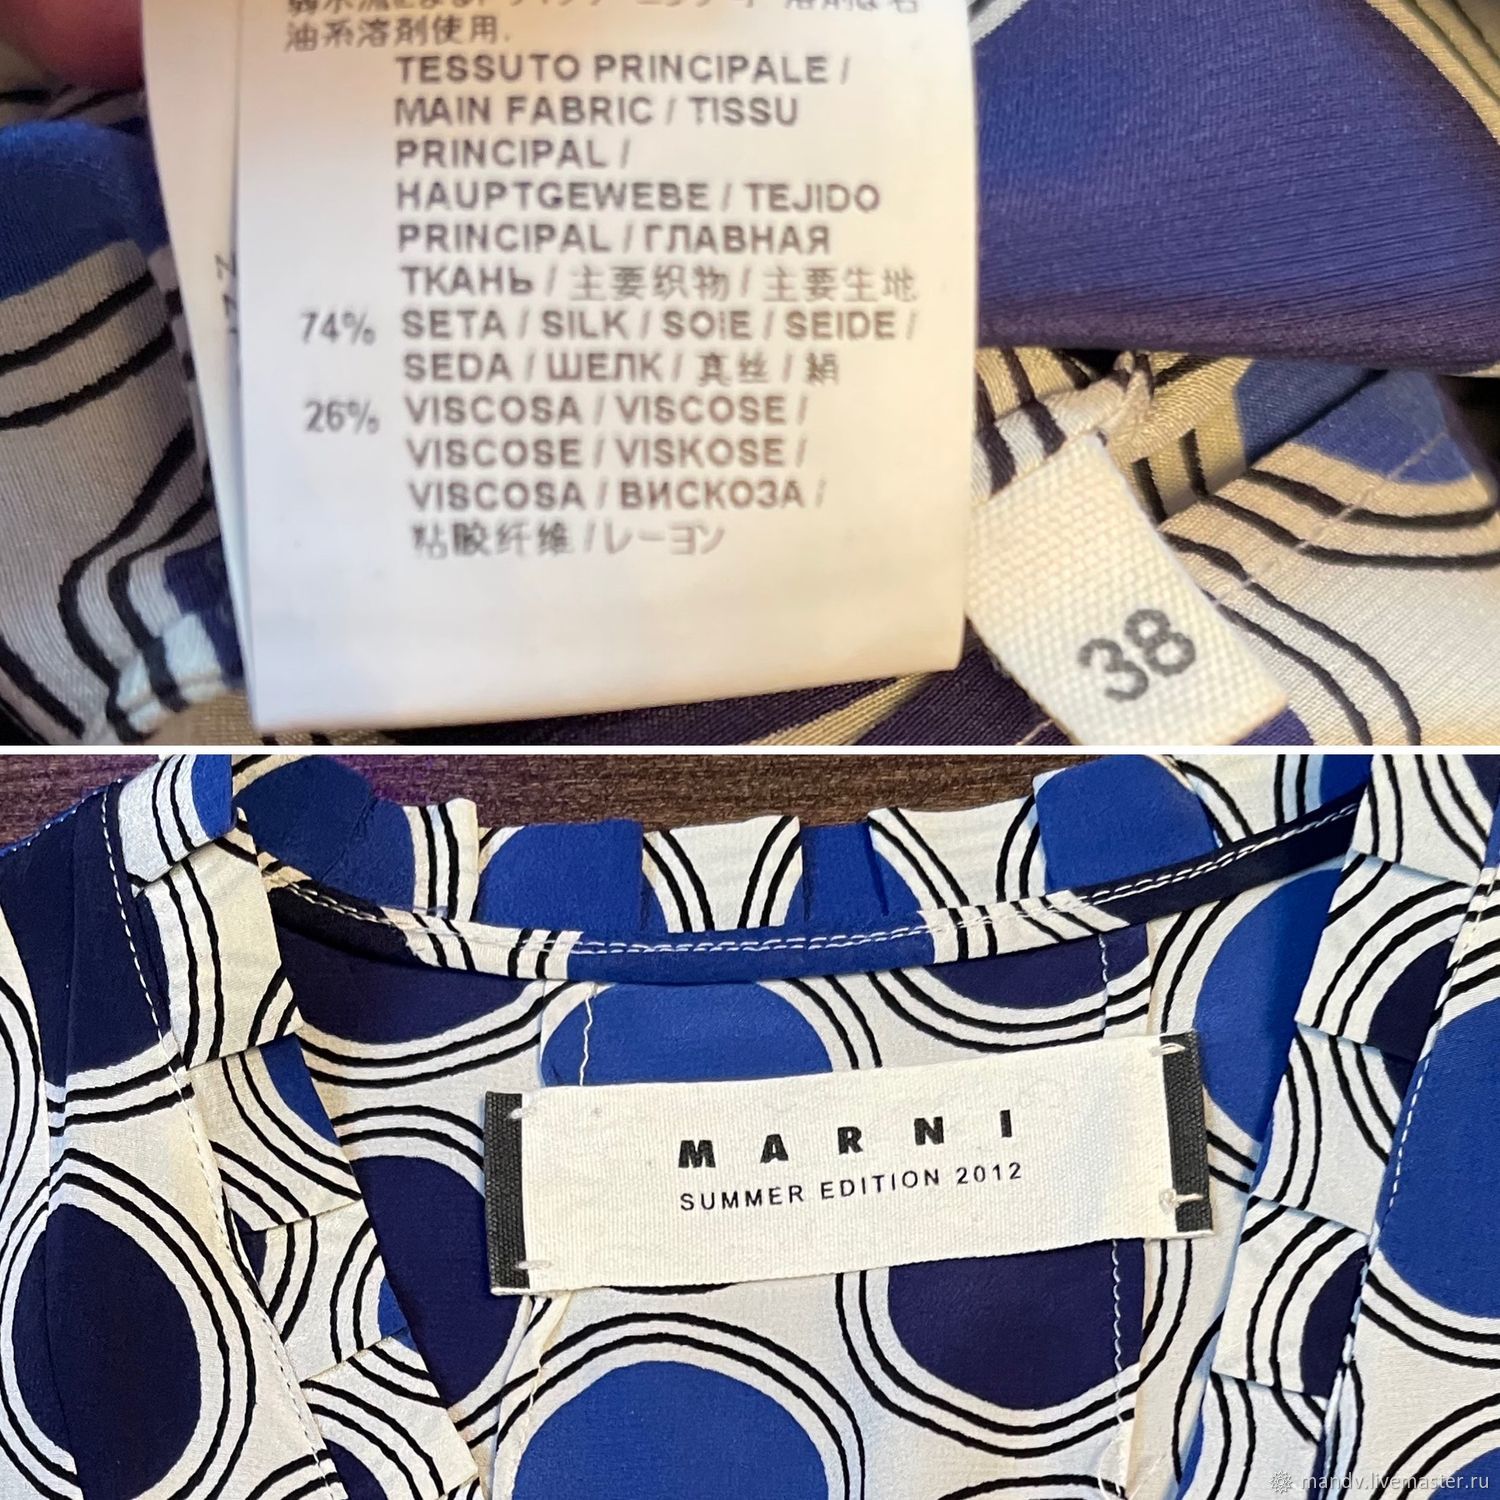 油系溶剤使用.
TESSUTO PRINCIPALE /
MAIN FABRIC / TISSU
PRINCIPAL /
HAUPTGEWEBE / TEJIDO
PRINCIPAL / ГЛАВНАЯ
ТКАНЬ / 主要织物 / 主要生地
74% SETA / SILK / SOIE / SEIDE /
SEDA / ШЕЛК / 真丝 / 絹
26% VISCOSA / VISCOSE /
VISCOSE / VISKOSE /
VISCOSA / ВИСКОЗА /
粘胶纤维 / レーヨン
38
MARNI
SUMMER EDITION 2012
mandv.livemaster.ru